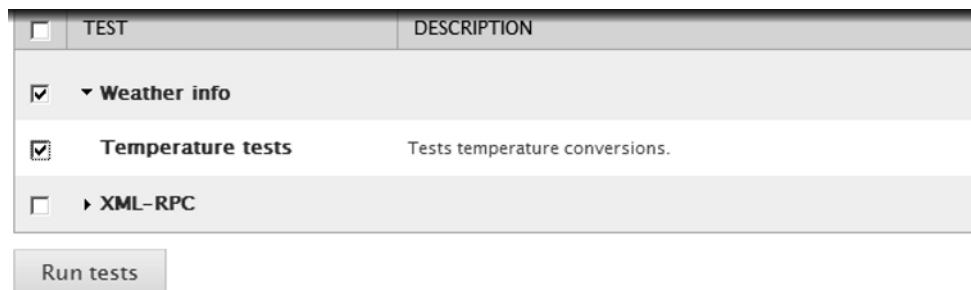 TEST DESCRIPTION
Weather info
Temperature tests Tests temperature conversions.
XML-RPC
Run tests